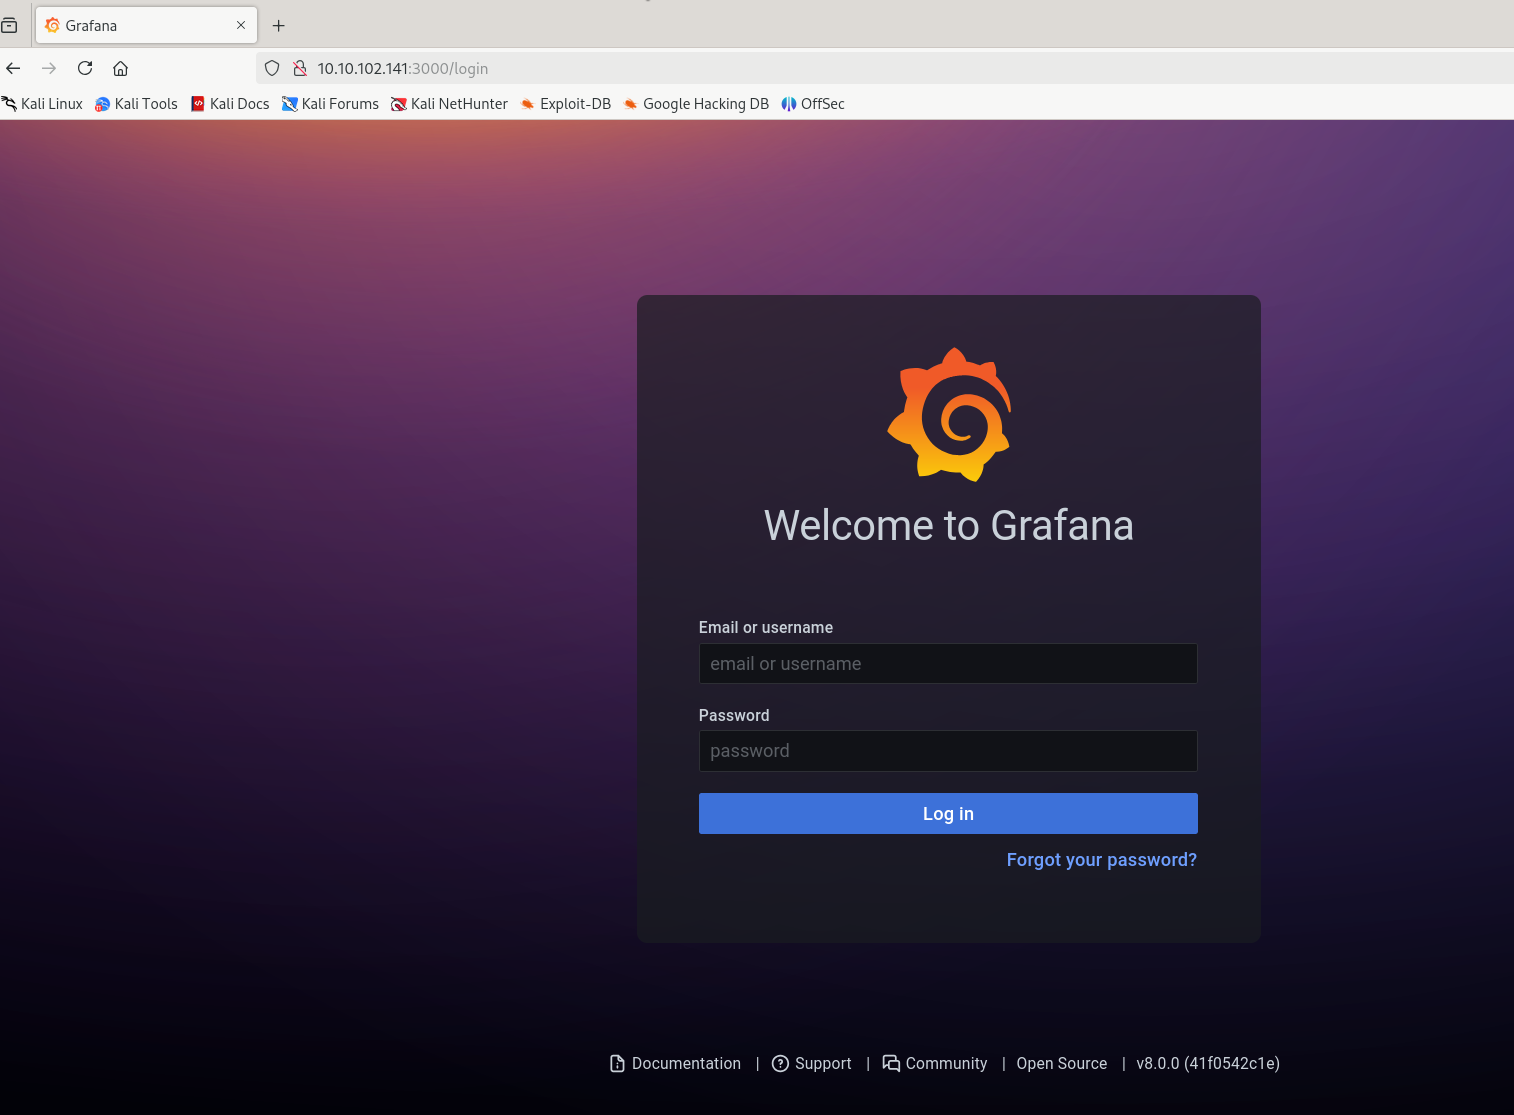 Grafana
10.10.102.141:3000/login
Kali Linux Kali Tools Kali Docs Kali Forums Kali NetHunter Exploit-DB Google Hacking DB OffSec
Welcome to Grafana
Email or username
email or username
Password
password
Log in
Forgot your password?
Documentation | Support | Community | Open Source | v8.0.0 (41f0542c1e)